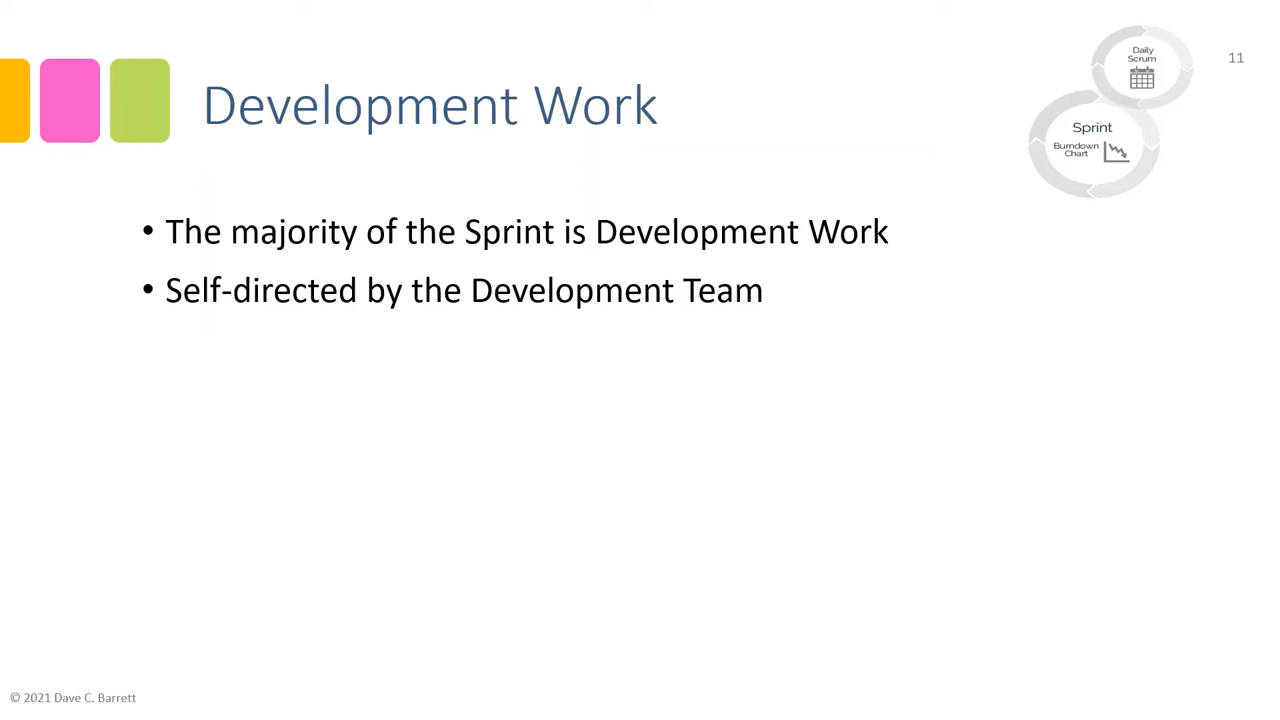 Daily
Scrum
11
Development Work
Sprint
Burndown
Chart
• The majority of the Sprint is Development Work
• Self-directed by the Development Team
© 2021 Dave C. Barrett